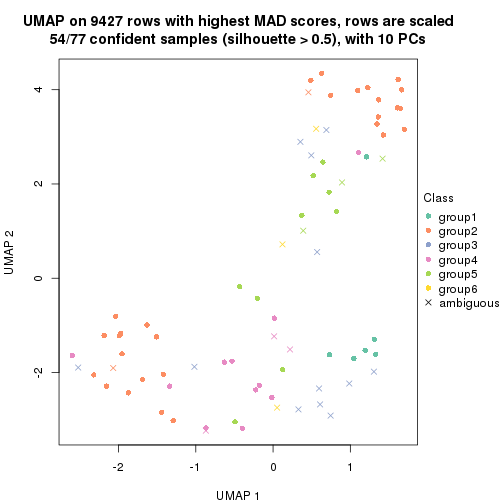 UMAP on 9427 rows with highest MAD scores, rows are scaled
54/77 confident samples (silhouette > 0.5), with 10 PCs
4
2
0
-2
UMAP 2
-2
-1
0
1
UMAP 1
Class
group1
group2
group3
group4
group5
group6
ambiguous